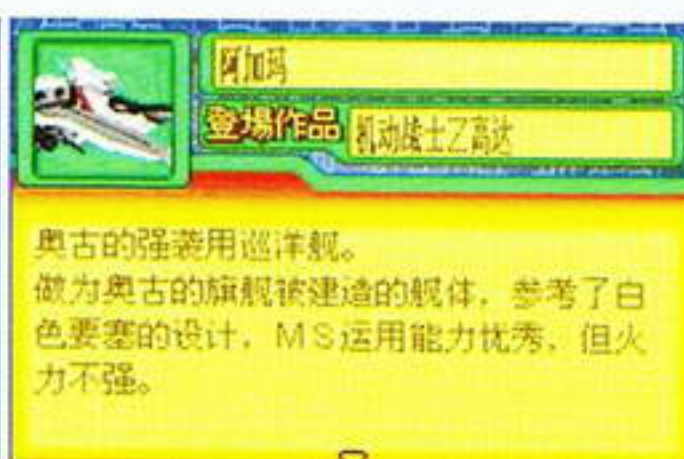 阿加玛
登場作品 机动战士Z高达
奥古的强袭用巡洋舰。
做为奥古的旗舰被建造的舰体，参考了白
色要塞的设计，MS运用能力优秀，但火
力不强。